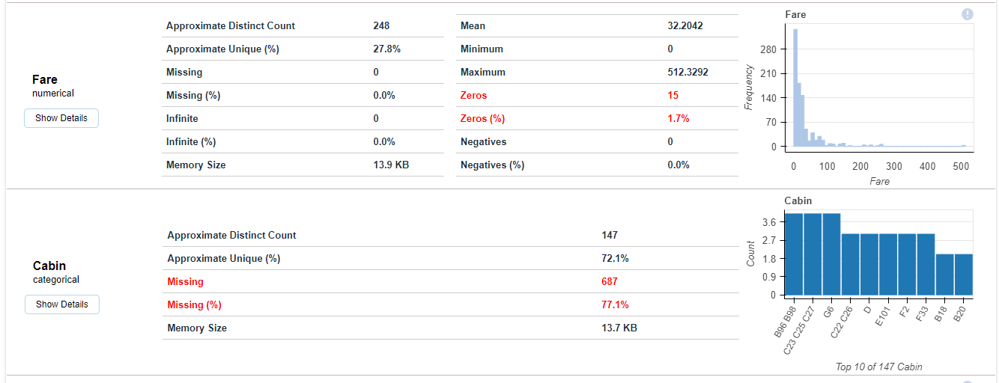 Fare
numerical
Show Details
Approximate Distinct Count 248
Approximate Unique (%) 27.8%
Missing 0
Missing (%) 0.0%
Infinite 0
Infinite (%) 0.0%
Memory Size 13.9 KB
Mean 32.2042
Minimum 0
Maximum 512.3292
Zeros 15
Zeros (%) 1.7%
Negatives 0
Negatives (%) 0.0%
Fare
!
Frequency
280
210
140
70
0
0 100 200 300 400 500
Fare
Cabin
categorical
Show Details
Approximate Distinct Count 147
Approximate Unique (%) 72.1%
Missing 687
Missing (%) 77.1%
Memory Size 13.7 KB
Cabin
Count
3.6
2.7
1.8
0.9
0
B96 B98
C23 C25 C27
G6
C22 C26
D
E101
F2
F33
B18
B20
Top 10 of 147 Cabin